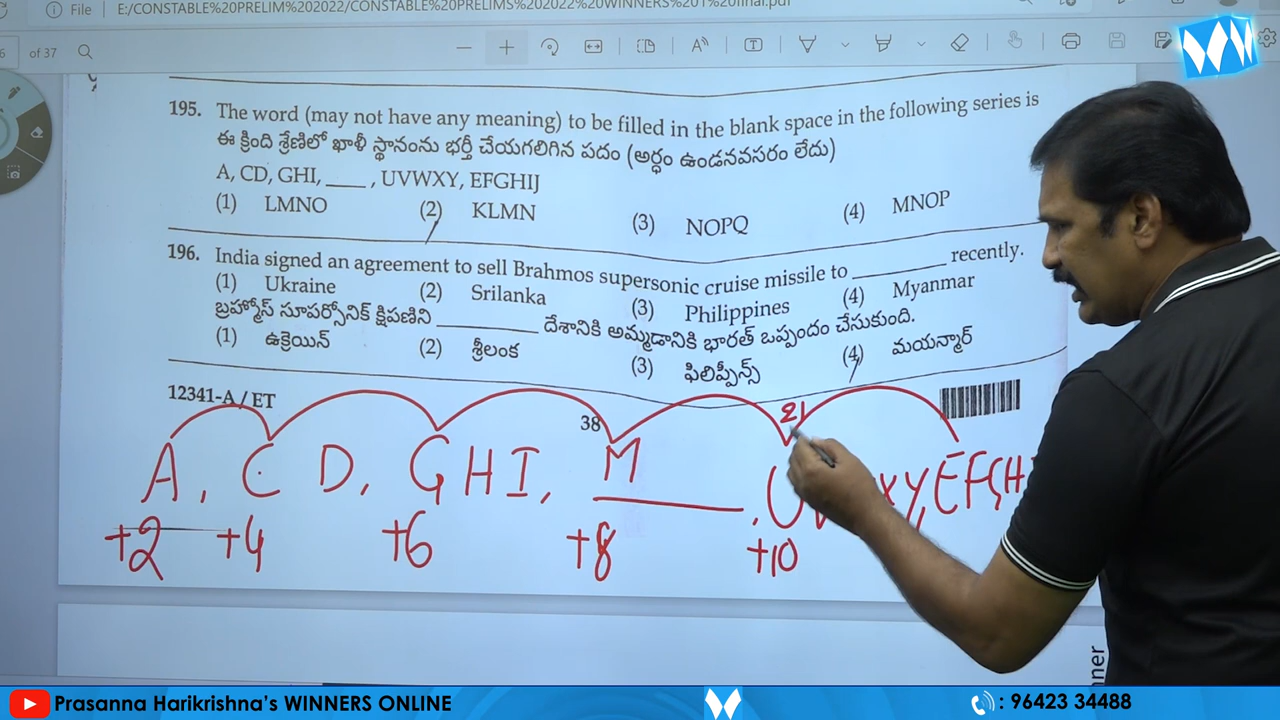 File | E:/CONSTABLE%20PRELIM%202022/CONSTABLE%20PRELIMS%202022%20WINNERS%201%20final.pdf
6 of 37
195. The word (may not have any meaning) to be filled in the blank space in the following series is
ఈ క్రింది శ్రేణిలో ఖాళీ స్థానంను భర్తీ చేయగలిగిన పదం (అర్ధం ఉండనవసరం లేదు)
A, CD, GHI, ___ , UVWXY, EFGHIJ
(1) LMNO (2) KLMN (3) NOPQ (4) MNOP
196. India signed an agreement to sell Brahmos supersonic cruise missile to _________ recently.
(1) Ukraine (2) Srilanka (3) Philippines (4) Myanmar
బ్రహ్మోస్ సూపర్సోనిక్ క్షిపణిని _________ దేశానికి అమ్మడానికి భారత్ ఒప్పందం చేసుకుంది.
(1) ఉక్రెయిన్ (2) శ్రీలంక (3) ఫిలిప్పీన్స్ (4) మయన్మార్
12341-A / ET
38
21
A, C D, G H I, M ____. U V X Y, E F G H
+2 +4 +6 +8 +10
nner
Prasanna Harikrishna's WINNERS ONLINE
: 96423 34488